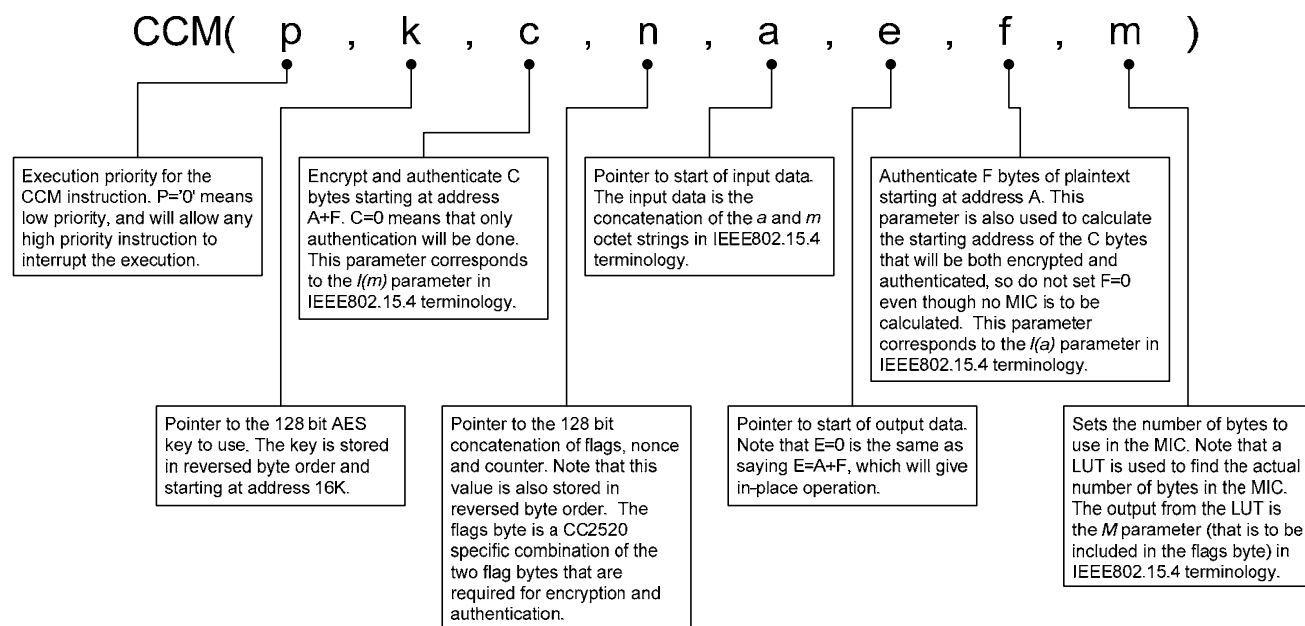 CCM( p , k , c , n , a , e , f , m )
Execution priority for the
CCM instruction. P='0' means
low priority, and will allow any
high priority instruction to
interrupt the execution.
Encrypt and authenticate C
bytes starting at address
A+F. C=0 means that only
authentication will be done.
This parameter corresponds
to the l(m) parameter in
IEEE802.15.4 terminology.
Pointer to start of input data.
The input data is the
concatenation of the a and m
octet strings in IEEE802.15.4
terminology.
Authenticate F bytes of plaintext
starting at address A. This
parameter is also used to calculate
the starting address of the C bytes
that will be both encrypted and
authenticated, so do not set F=0
even though no MIC is to be
calculated. This parameter
corresponds to the l(a) parameter in
IEEE802.15.4 terminology.
Pointer to the 128 bit AES
key to use. The key is stored
in reversed byte order and
starting at address 16K.
Pointer to the 128 bit
concatenation of flags, nonce
and counter. Note that this
value is also stored in
reversed byte order. The
flags byte is a CC2520
specific combination of the
two flag bytes that are
required for encryption and
authentication.
Pointer to start of output data.
Note that E=0 is the same as
saying E=A+F, which will give
in-place operation.
Sets the number of bytes to
use in the MIC. Note that a
LUT is used to find the actual
number of bytes in the MIC.
The output from the LUT is
the M parameter (that is to be
included in the flags byte) in
IEEE802.15.4 terminology.